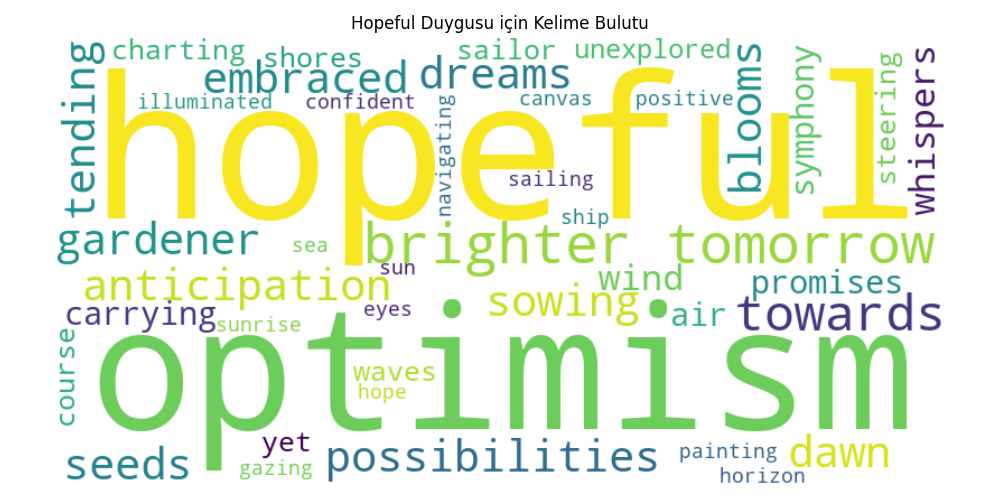 Hopeful Duygusu için Kelime Bulutu
tending
charting
shores
sailor
unexplored
embraced
dreams
blooms
symphony
steering
whispers
illuminated
confident
navigating
canvas
positive
hopeful
sailing
ship
gardener
sea
brighter tomorrow
sun
anticipation
wind
promises
carrying
sunrise
eyes
sowing
air
towards
course
optimism
waves
hope
seeds
yet
gazing
possibilities
painting
horizon
dawn